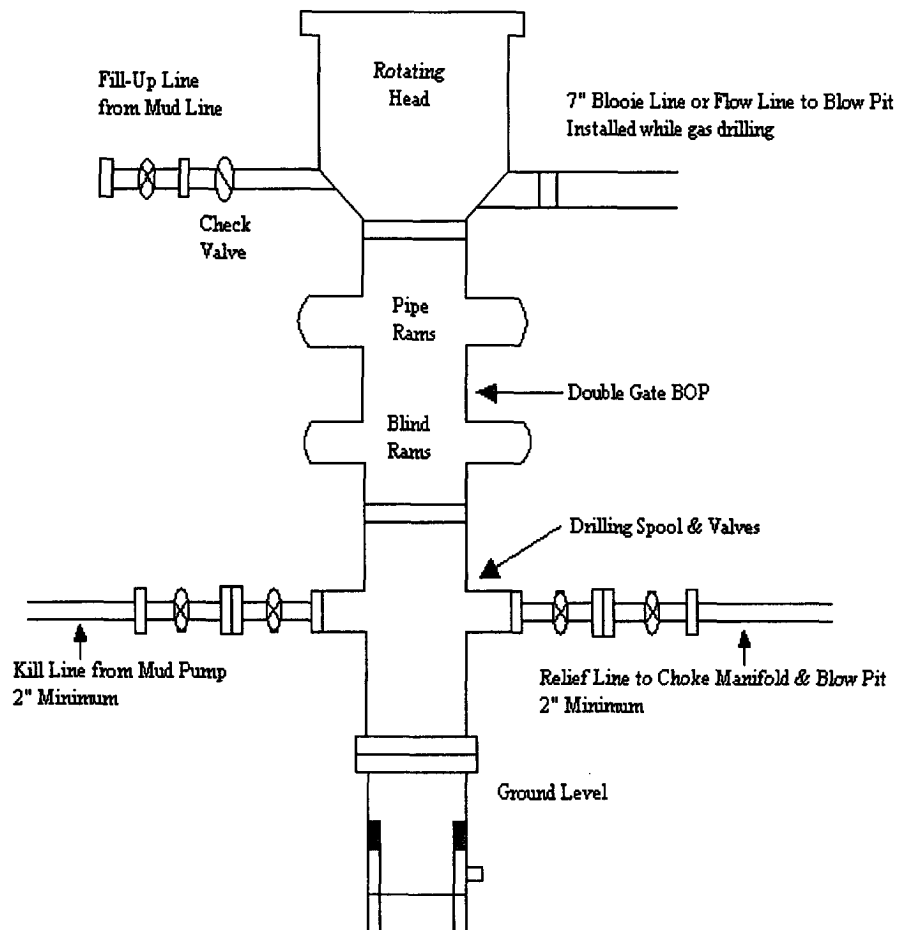 Rotating
Head
Fill-Up Line
from Mud Line
7" Blooie Line or Flow Line to Blow Pit
Installed while gas drilling
Check
Valve
Pipe
Rams
Double Gate BOP
Blind
Rams
Drilling Spool & Valves
Kill Line from Mud Pump
2" Minimum
Relief Line to Choke Manifold & Blow Pit
2" Minimum
Ground Level